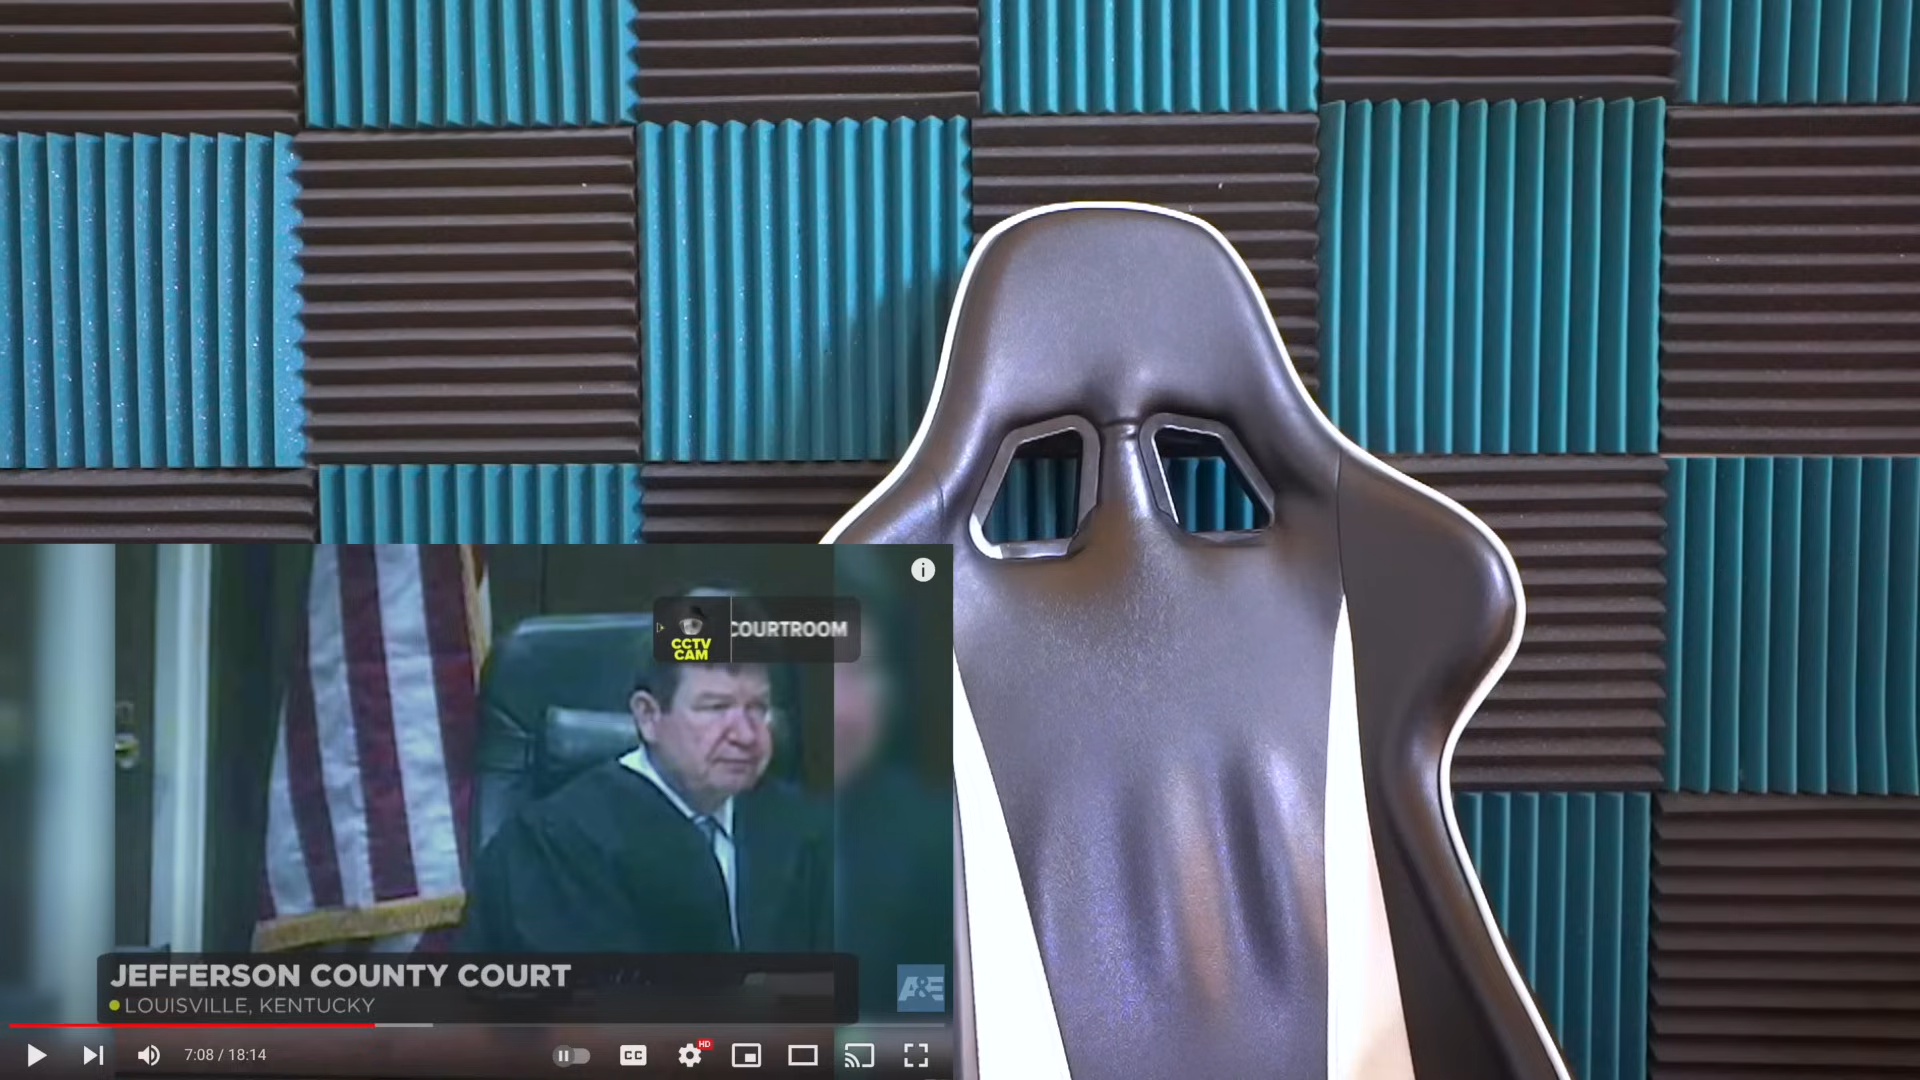 CCTV
CAM
COURTROOM
JEFFERSON COUNTY COURT
LOUISVILLE, KENTUCKY
A&E
7:08 / 18:14
CC
HD